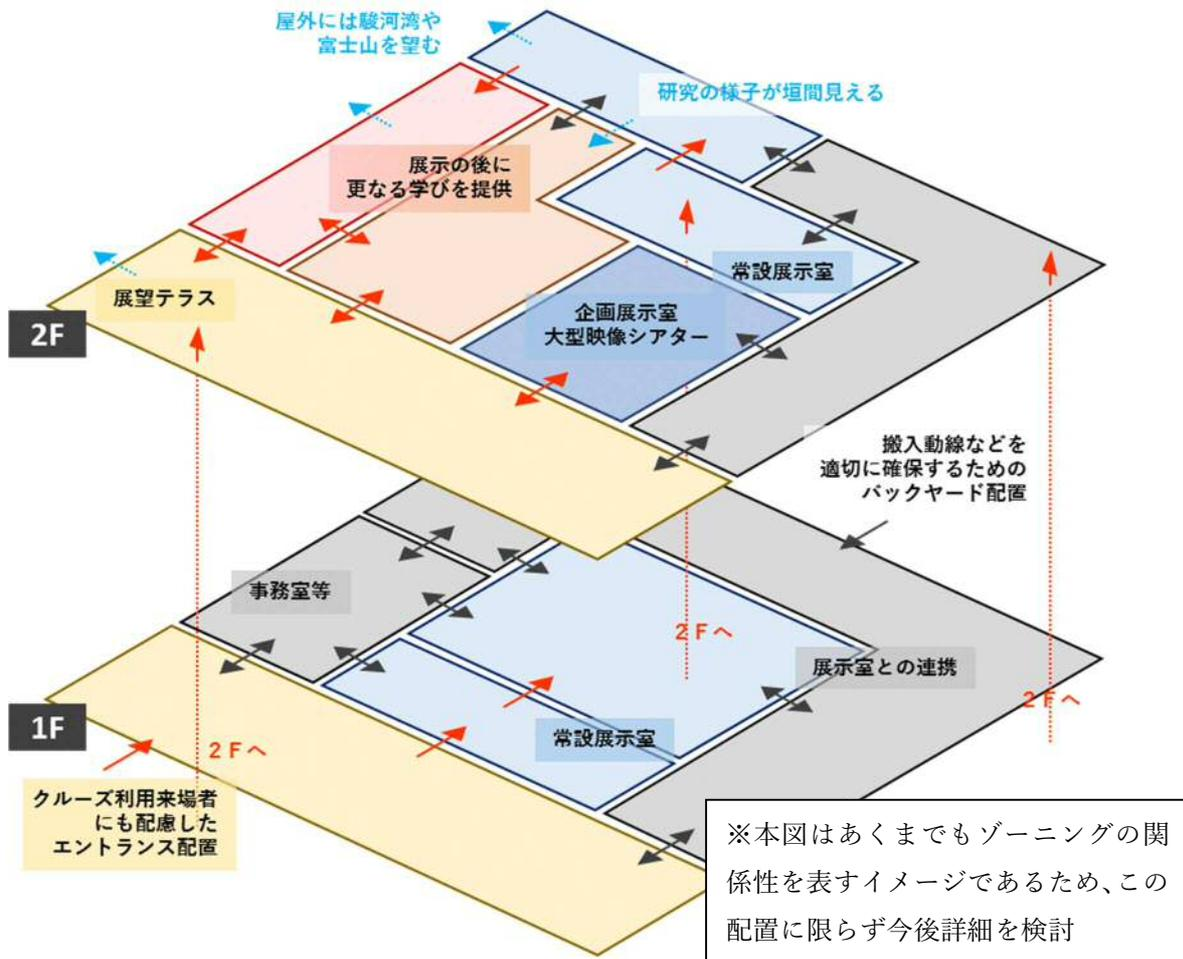 屋外には駿河湾や
富士山を望む
研究の様子が垣間見える
展示の後に
更なる学びを提供
常設展示室
展望テラス
企画展示室
大型映像シアター
2F
搬入動線などを
適切に確保するための
バックヤード配置
事務室等
2Fへ
展示室との連携
2Fへ
1F
常設展示室
2Fへ
クルーズ利用来場者
にも配慮した
エントランス配置
※本図はあくまでもゾーニングの関
係性を表すイメージであるため、この
配置に限らず今後詳細を検討